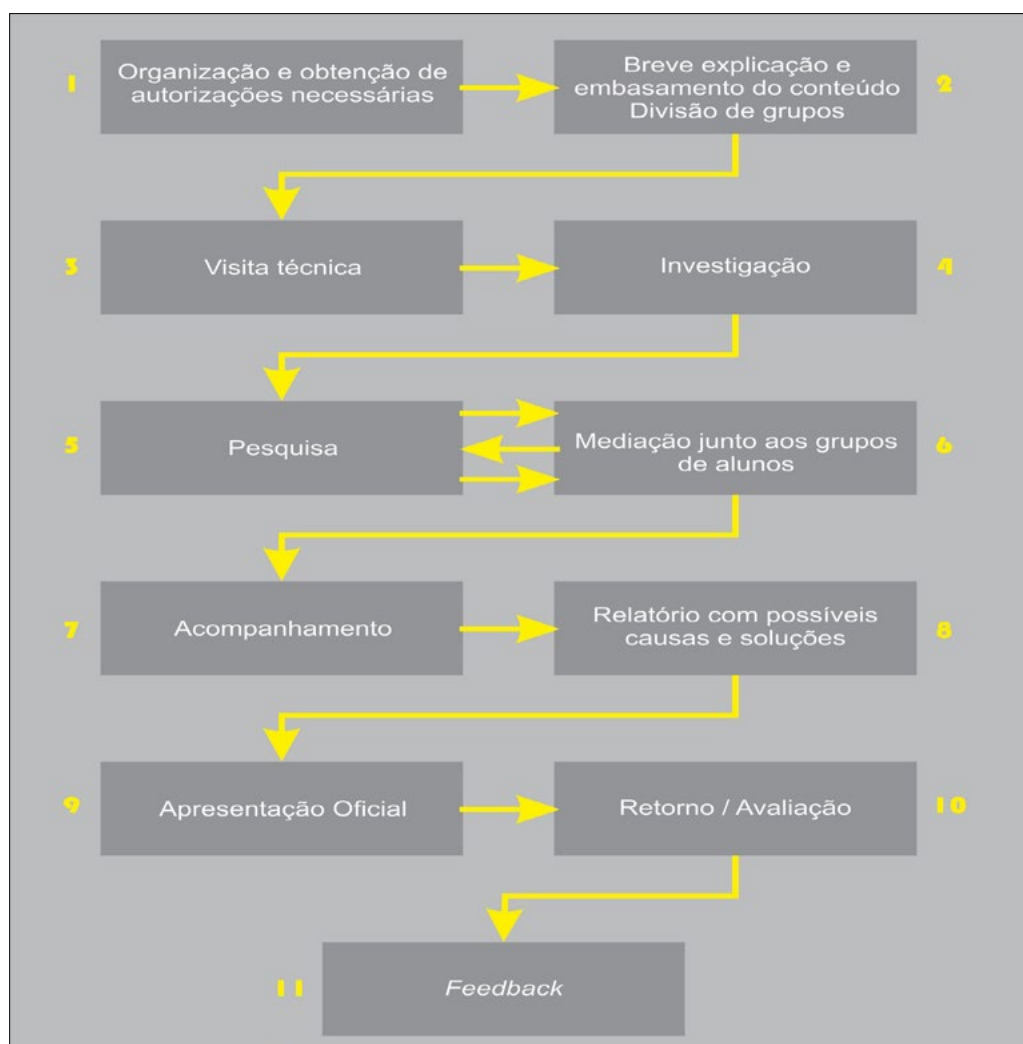 1
Organização e obtenção de
autorizações necessárias
Breve explicação e
embasamento do conteúdo
Divisão de grupos
2
3
Visita técnica
Investigação
4
5
Pesquisa
Mediação junto aos grupos
de alunos
6
7
Acompanhamento
Relatório com possíveis
causas e soluções
8
9
Apresentação Oficial
Retorno / Avaliação
10
11
Feedback